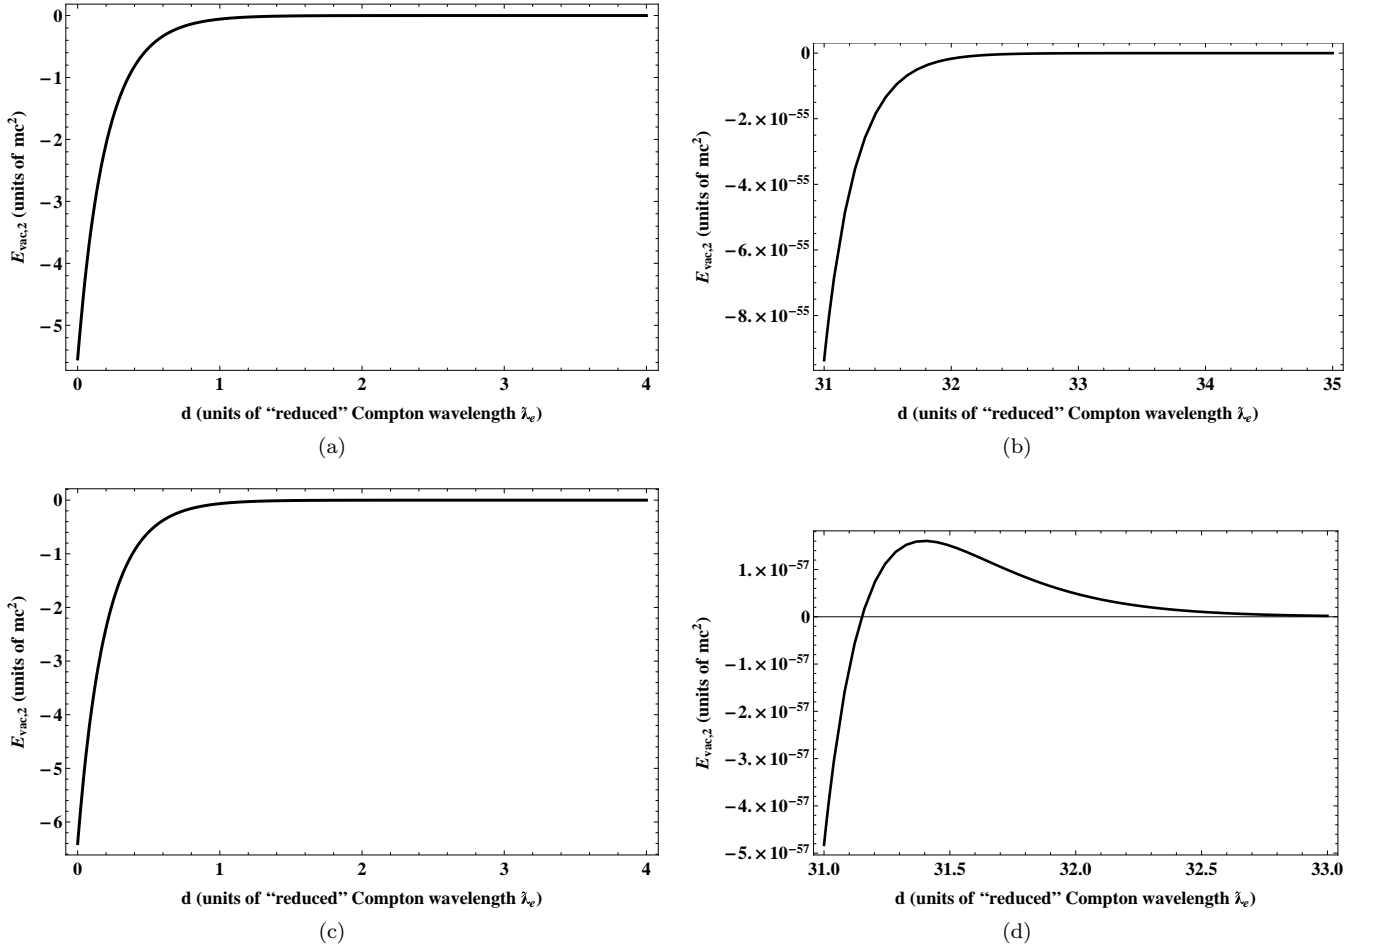 0
−1
−2
−3
−4
−5
E_vac,2 (units of mc²)
0 1 2 3 4
d (units of “reduced” Compton wavelength ƛ_e)
(a)
0
−2.×10⁻⁵⁵
−4.×10⁻⁵⁵
−6.×10⁻⁵⁵
−8.×10⁻⁵⁵
E_vac,2 (units of mc²)
31 32 33 34 35
d (units of “reduced” Compton wavelength ƛ_e)
(b)
0
−1
−2
−3
−4
−5
−6
E_vac,2 (units of mc²)
0 1 2 3 4
d (units of “reduced” Compton wavelength ƛ_e)
(c)
1.×10⁻⁵⁷
0
−1.×10⁻⁵⁷
−2.×10⁻⁵⁷
−3.×10⁻⁵⁷
−4.×10⁻⁵⁷
−5.×10⁻⁵⁷
E_vac,2 (units of mc²)
31.0 31.5 32.0 32.5 33.0
d (units of “reduced” Compton wavelength ƛ_e)
(d)